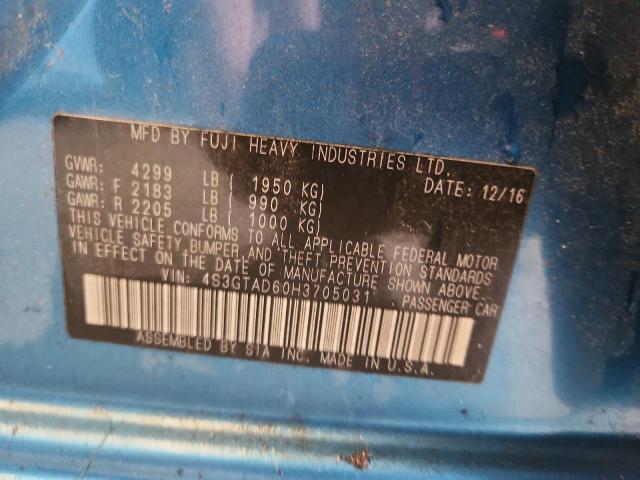 MFD BY FUJI HEAVY INDUSTRIES LTD.
GVWR: 4299 LB ( 1950 KG) DATE: 12/16
GAWR: F 2183 LB ( 990 KG)
GAWR: R 2205 LB ( 1000 KG)
THIS VEHICLE CONFORMS TO ALL APPLICABLE FEDERAL MOTOR
VEHICLE SAFETY, BUMPER, AND THEFT PREVENTION STANDARDS
IN EFFECT ON THE DATE OF MANUFACTURE SHOWN ABOVE.
VIN: 4S3GTAD60H3705031 PASSENGER CAR
ASSEMBLED BY SIA INC. MADE IN U.S.A.